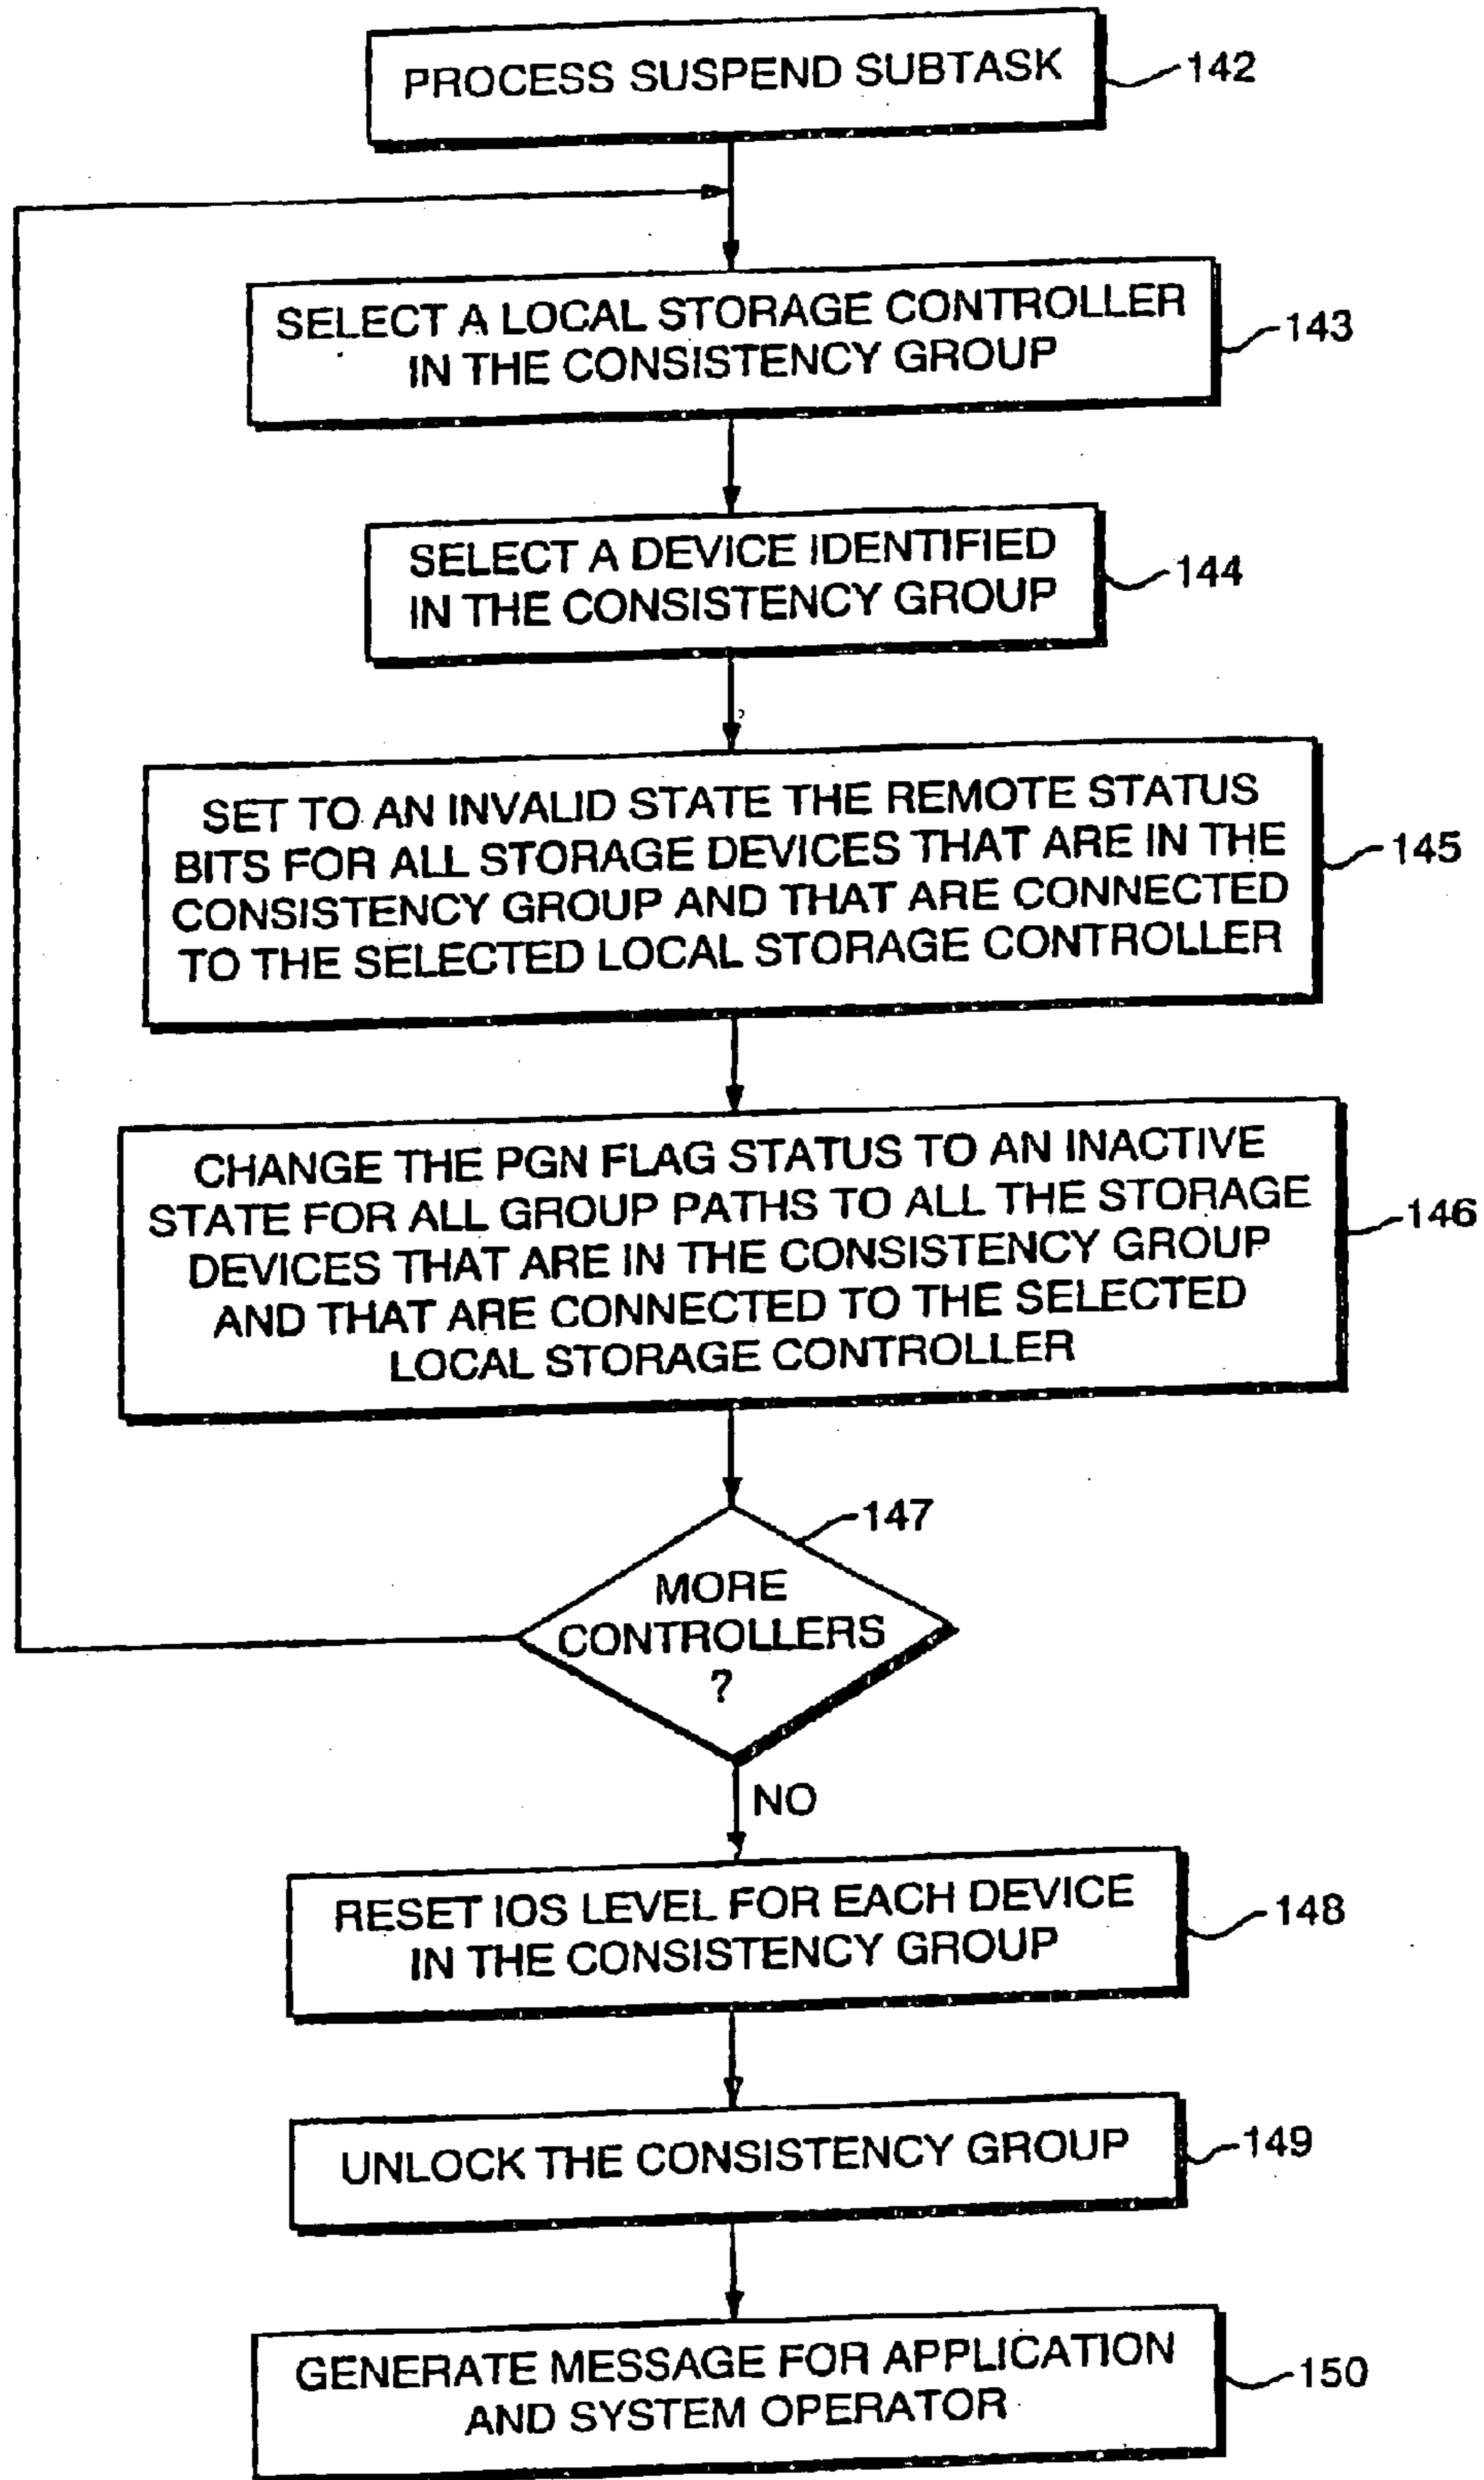 PROCESS SUSPEND SUBTASK
142
SELECT A LOCAL STORAGE CONTROLLER
IN THE CONSISTENCY GROUP
143
SELECT A DEVICE IDENTIFIED
IN THE CONSISTENCY GROUP
144
SET TO AN INVALID STATE THE REMOTE STATUS
BITS FOR ALL STORAGE DEVICES THAT ARE IN THE
CONSISTENCY GROUP AND THAT ARE CONNECTED
TO THE SELECTED LOCAL STORAGE CONTROLLER
145
CHANGE THE PGN FLAG STATUS TO AN INACTIVE
STATE FOR ALL GROUP PATHS TO ALL THE STORAGE
DEVICES THAT ARE IN THE CONSISTENCY GROUP
AND THAT ARE CONNECTED TO THE SELECTED
LOCAL STORAGE CONTROLLER
146
147
MORE
CONTROLLERS
?
NO
RESET IOS LEVEL FOR EACH DEVICE
IN THE CONSISTENCY GROUP
148
UNLOCK THE CONSISTENCY GROUP
149
GENERATE MESSAGE FOR APPLICATION
AND SYSTEM OPERATOR
150